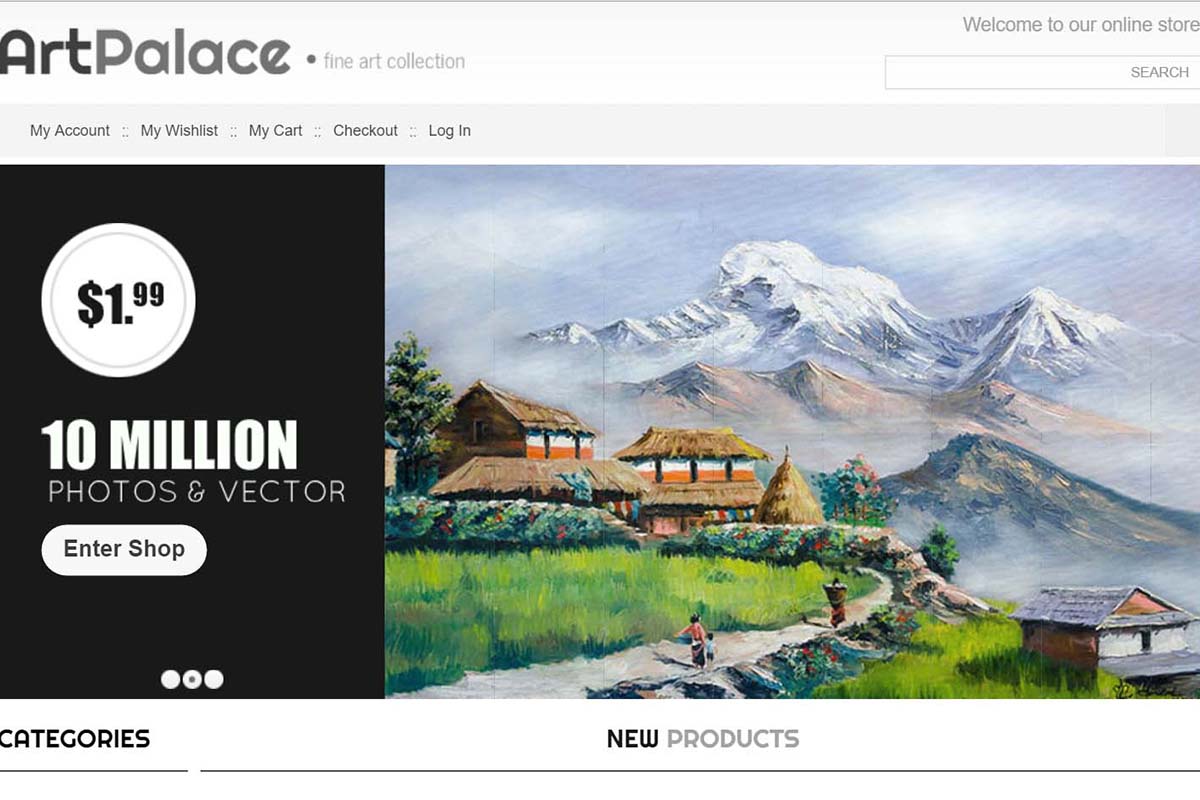 ArtPalace • fine art collection
Welcome to our online store
SEARCH
My Account :: My Wishlist :: My Cart :: Checkout :: Log In
$1.99
10 MILLION
PHOTOS & VECTOR
Enter Shop
CATEGORIES
NEW PRODUCTS